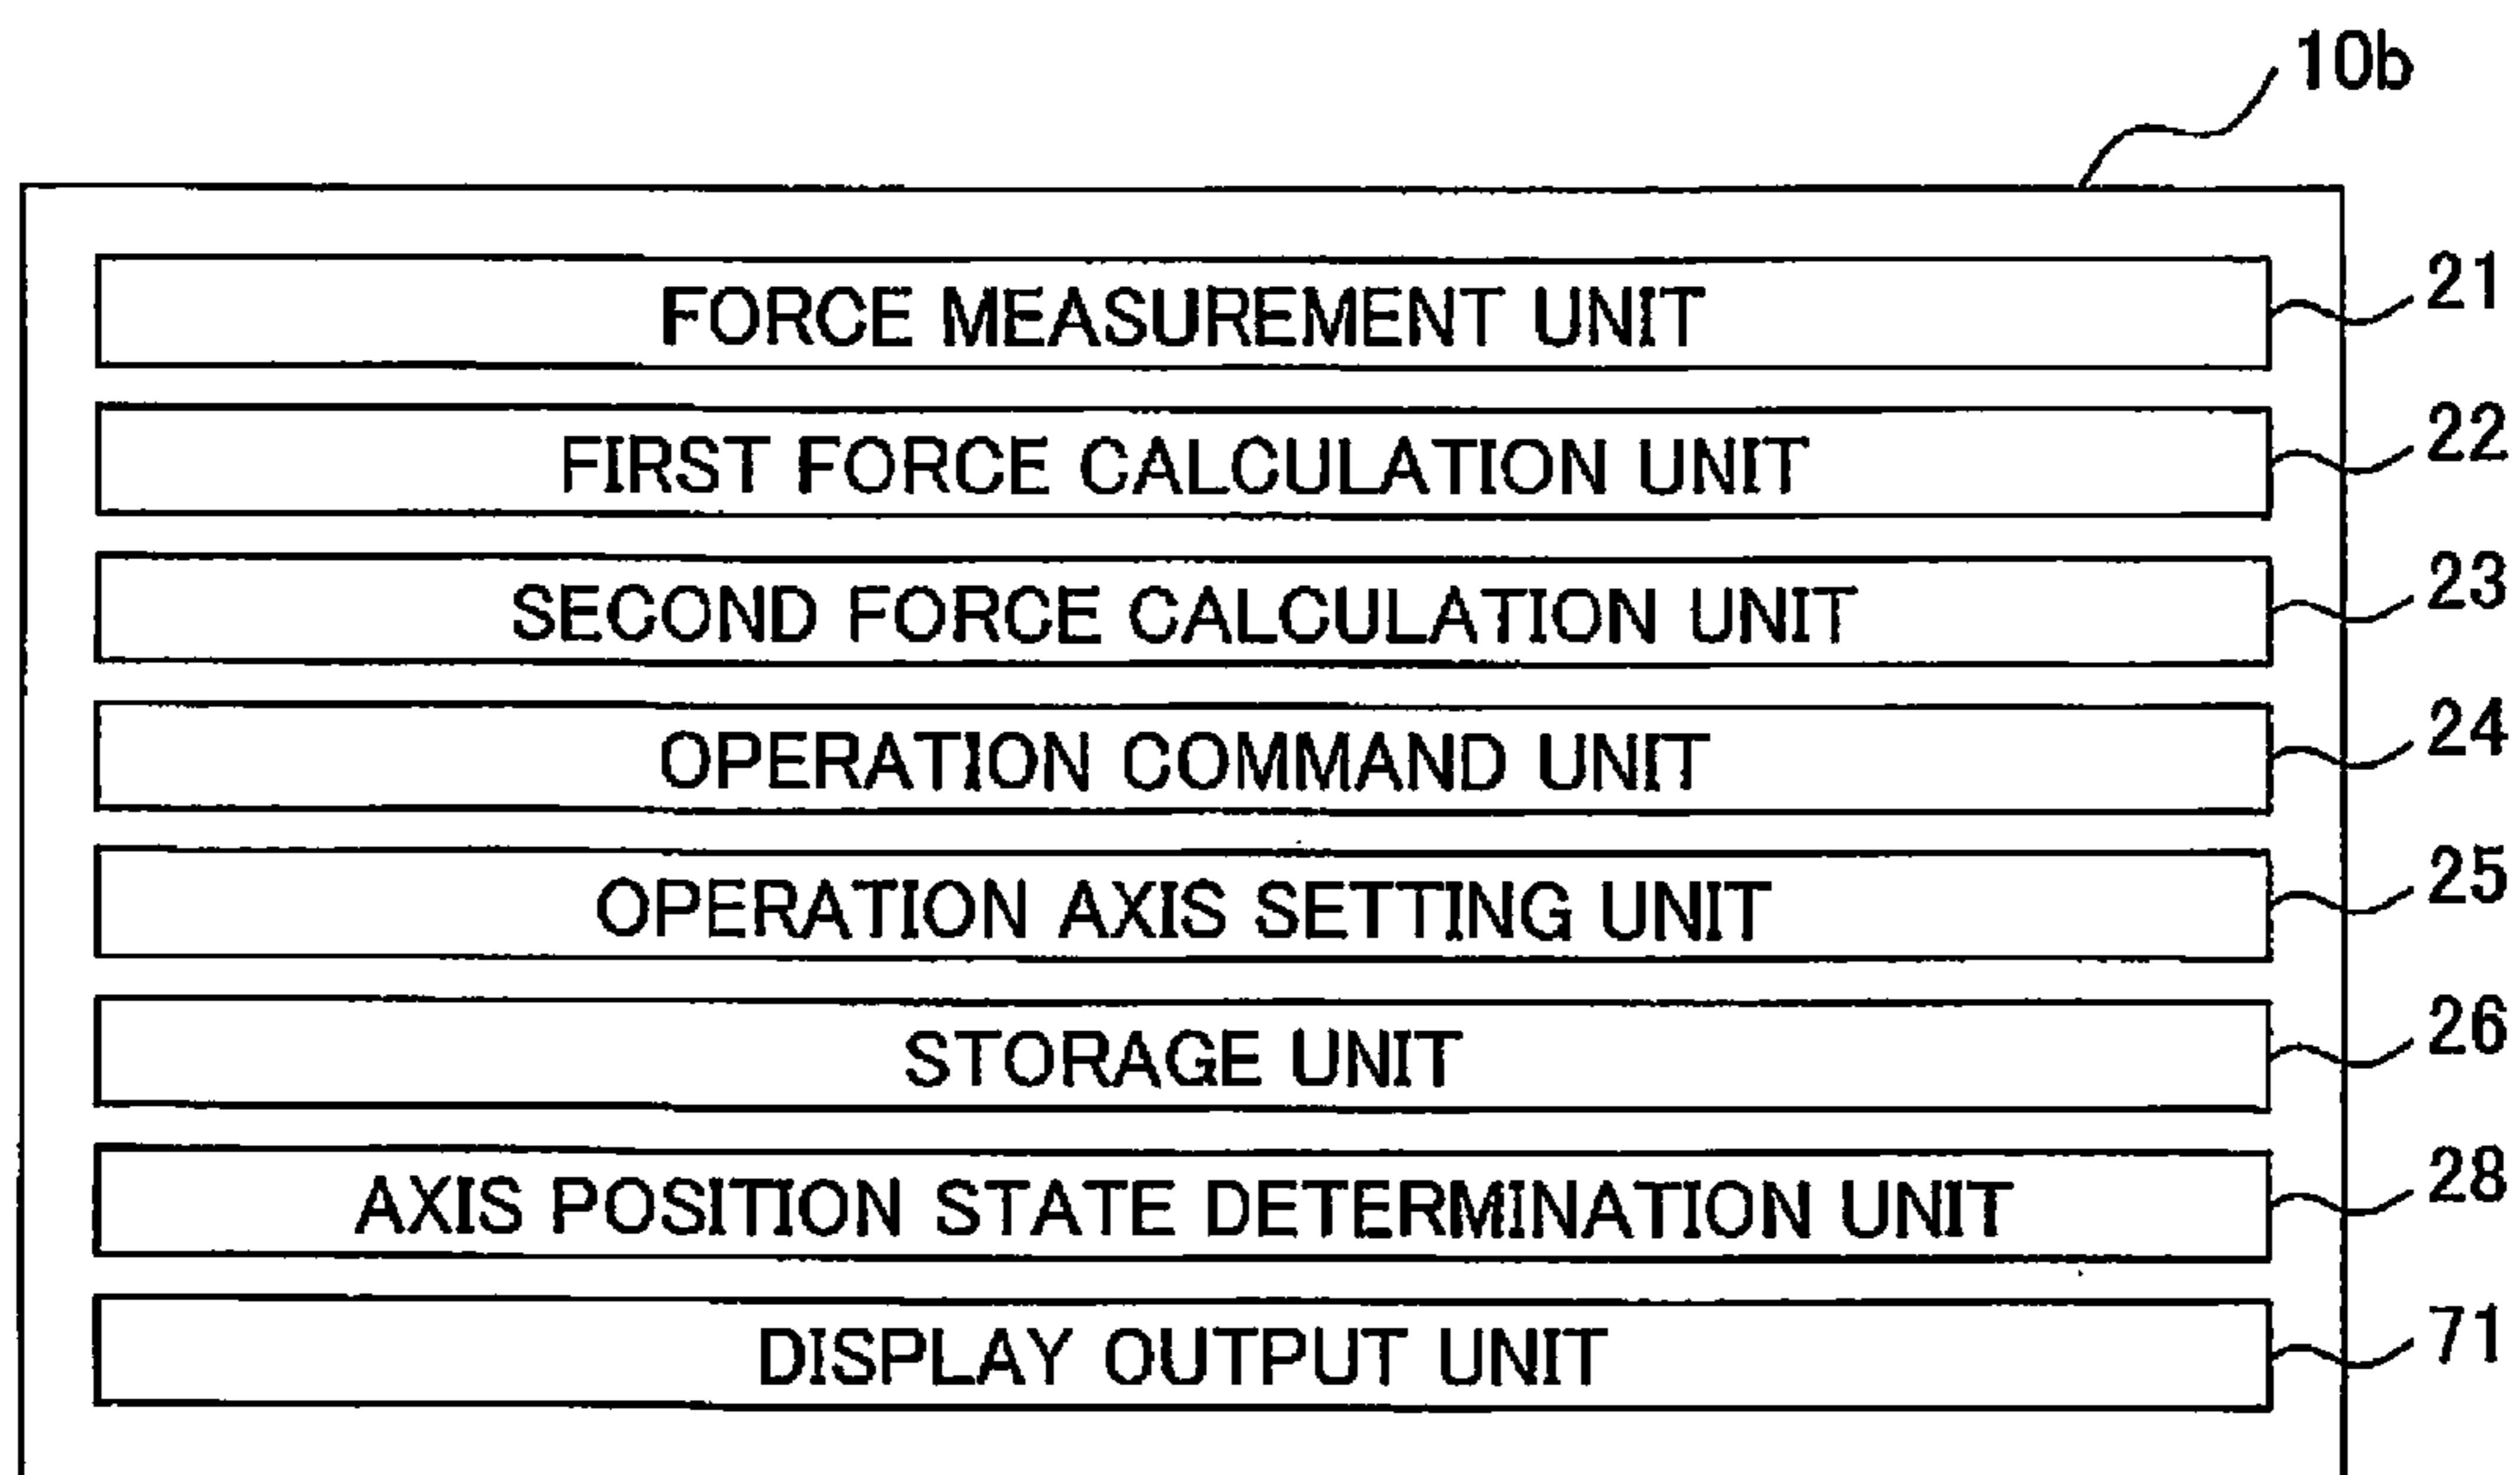 10b
FORCE MEASUREMENT UNIT 21
FIRST FORCE CALCULATION UNIT 22
SECOND FORCE CALCULATION UNIT 23
OPERATION COMMAND UNIT 24
OPERATION AXIS SETTING UNIT 25
STORAGE UNIT 26
AXIS POSITION STATE DETERMINATION UNIT 28
DISPLAY OUTPUT UNIT 71